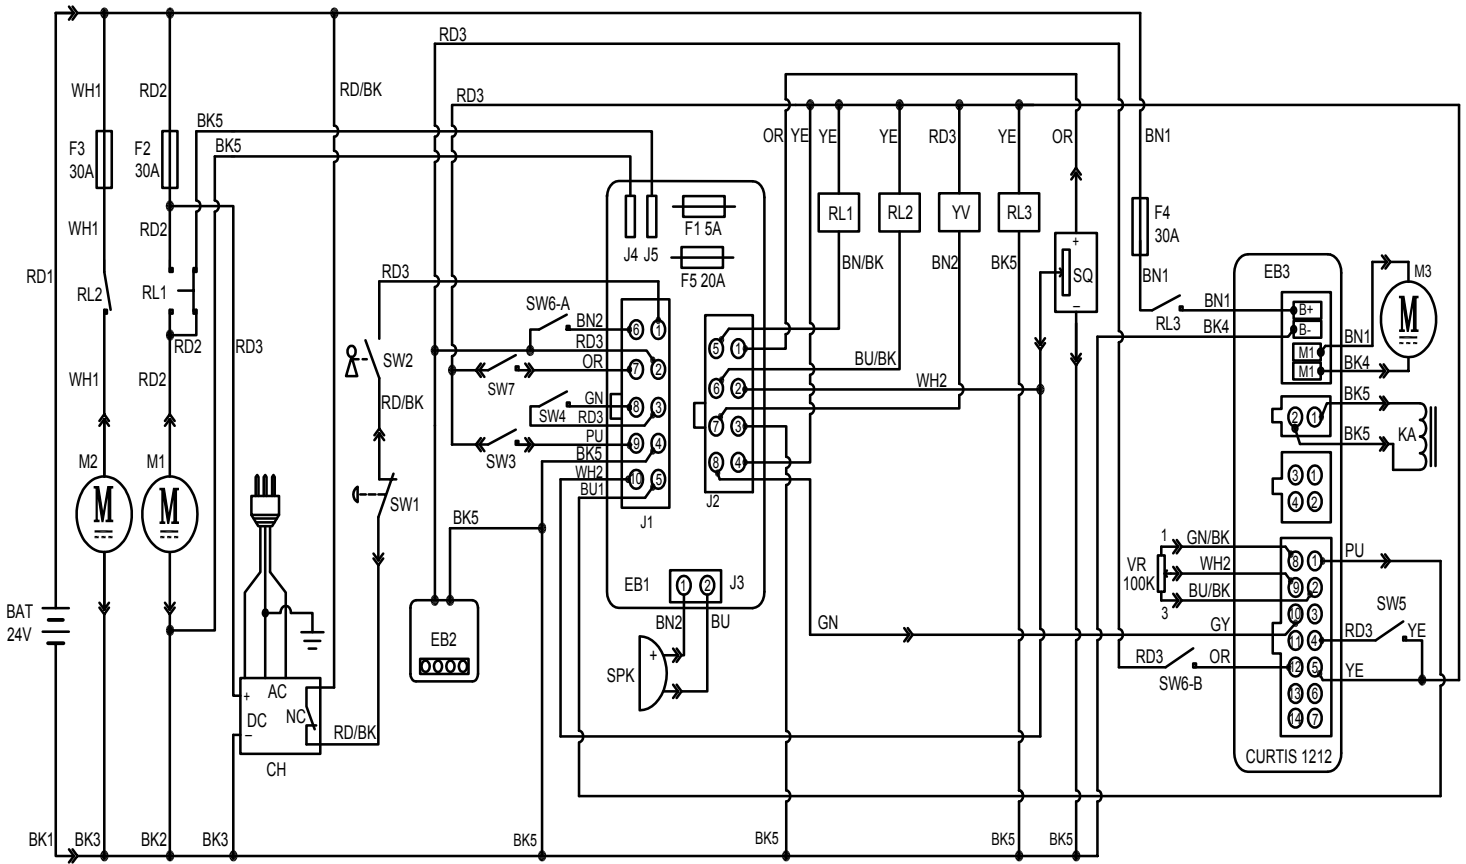 RD3
WH1
RD2
RD/BK
RD3
F3
30A
F2
30A
BK5
BK5
OR
YE
YE
YE
RD3
YE
OR
BN1
WH1
RD2
J4 J5
F1 5A
F5 20A
RL1
RL2
YV
RL3
F4
30A
RD1
RL2
RL1
RD3
BN/BK
BN2
BK5
+
SQ
−
BN1
EB3
M3
M
SW6-A
BN2
6 1
RD3
OR
7 2
SW7
GN
8 3
SW4
RD3
PU
9 4
SW3
BK5
WH2
10 5
BU1
J1
5 1
6 2
7 3
8 4
J2
BU/BK
WH2
BN1
RL3
BK4
B+
B-
M1
M1
BN1
BK4
RD2
RD3
SW2
WH1
RD2
RD/BK
2 1
BK5
BK5
KA
M2
M
M1
M
SW1
BK5
3 1
4 2
1
GN/BK
VR
100K
WH2
BU/BK
3
8 1
9 2
10 3
11 4
12 5
13 6
14 7
PU
SW5
RD3
YE
YE
GY
RD3
OR
SW6-B
CURTIS 1212
BAT
24V
EB2
EB1
1 2
J3
BN2
BU
SPK
+
GN
+
AC
DC
NC
−
CH
RD/BK
BK1
BK3
BK2
BK3
BK5
BK5
BK5
BK5